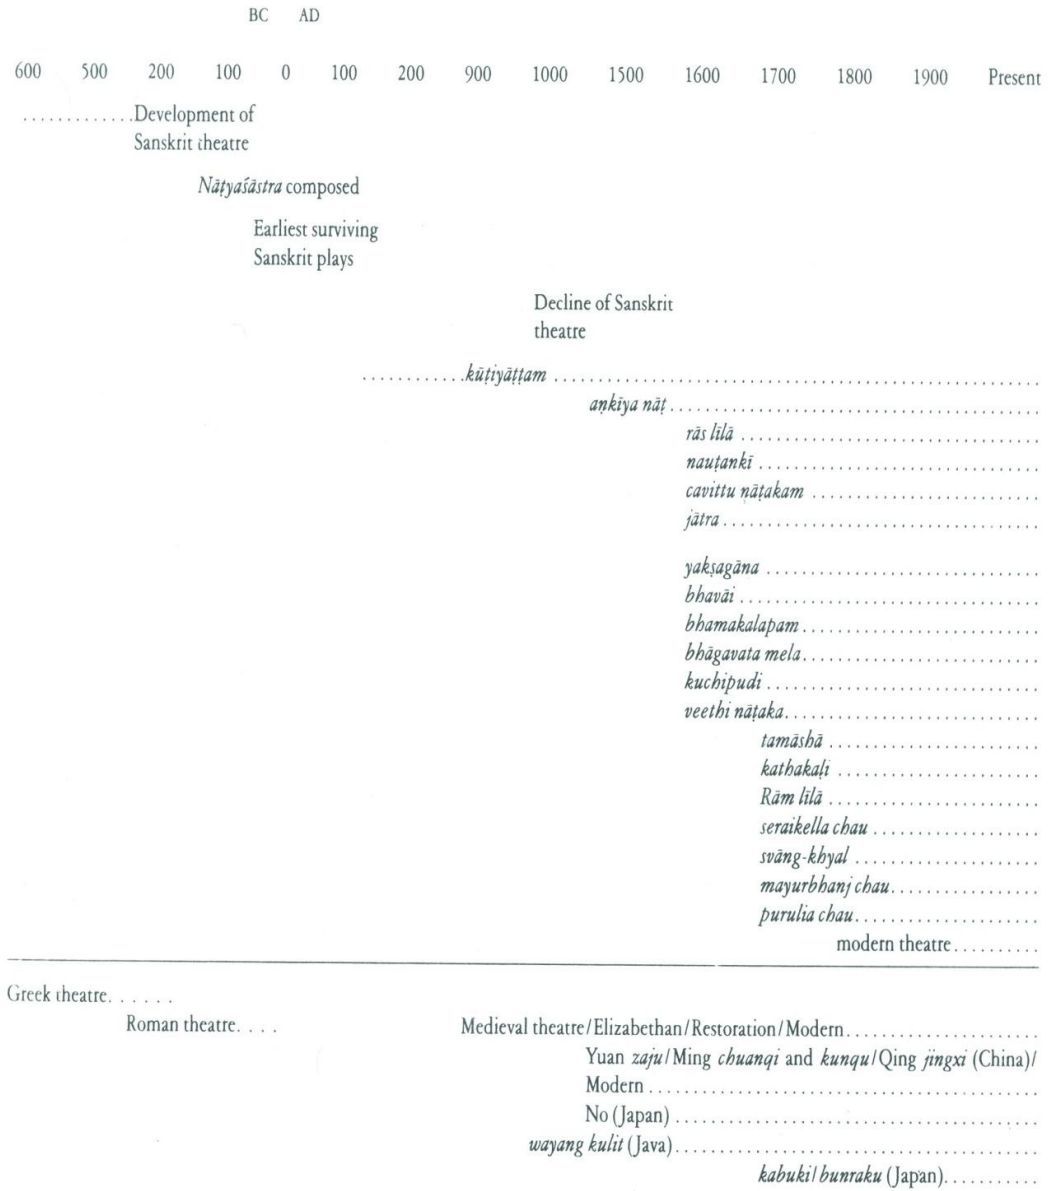 BC AD
600 500 200 100 0 100 200 900 1000 1500 1600 1700 1800 1900 Present
.............Development of
Sanskrit theatre
Nāṭyaśāstra composed
Earliest surviving
Sanskrit plays
Decline of Sanskrit
theatre
............kūṭiyāṭṭam ..................................................
aṇkīya nāṭ..........................................
rās līlā ..................................
nauṭankī ................................
cavittu nāṭakam ..........................
jātra....................................
yakṣagāna ...............................
bhavāi ..................................
bhamakalapam...........................
bhāgavata mela...........................
kuchipudi ...............................
veethi nāṭaka.............................
tamāshā ........................
kathakaḷi .......................
Rām līlā ........................
seraikella chau ...................
svāng-khyal .....................
mayurbhanj chau.................
purulia chau.....................
modern theatre..........
Greek theatre. . . . . .
Roman theatre. . . .
Medieval theatre/Elizabethan/Restoration/Modern......................
Yuan zaju/Ming chuanqi and kunqu/Qing jingxi (China)/
Modern .............................................
No (Japan) ..........................................
wayang kulit (Java)..........................................
kabuki/bunraku (Japan)...........